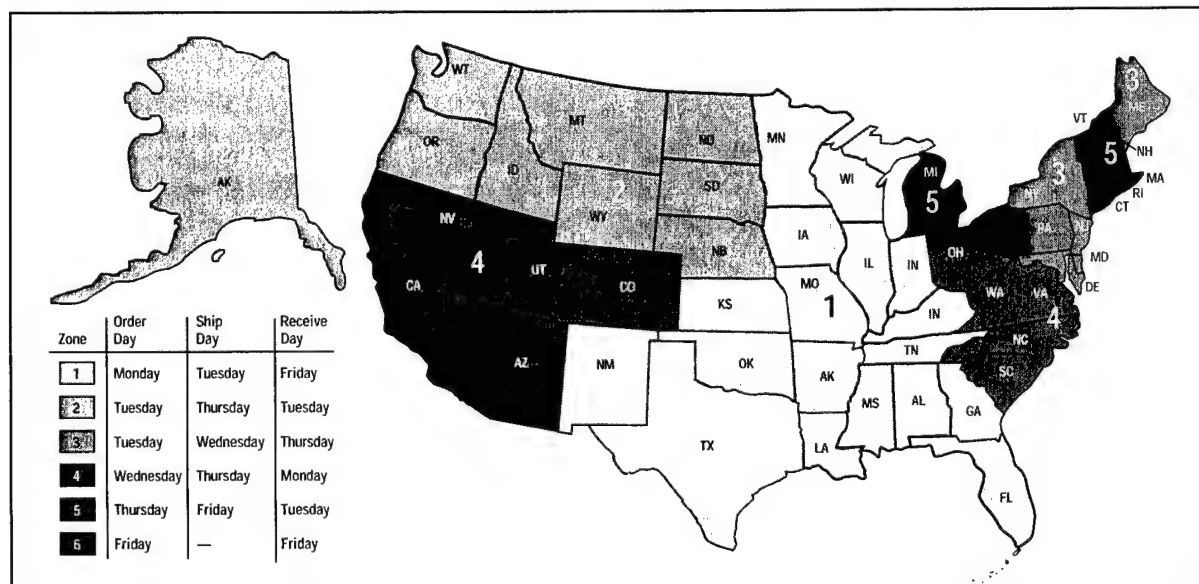 AK
WT
OR
MT
ID
WY
2
ND
SD
NB
NV
CA
4
UT
CO
AZ
NM
KS
OK
TX
MN
WI
IA
MO
1
AK
LA
IL
IN
IN
TN
MS
AL
GA
FL
MI
5
OH
WA
VA
4
NC
SC
3
PA
3
ME
5
VT
NH
MA
RI
CT
MD
DE
Zone Order Day Ship Day Receive Day
1 Monday Tuesday Friday
2 Tuesday Thursday Tuesday
3 Tuesday Wednesday Thursday
4 Wednesday Thursday Monday
5 Thursday Friday Tuesday
6 Friday — Friday